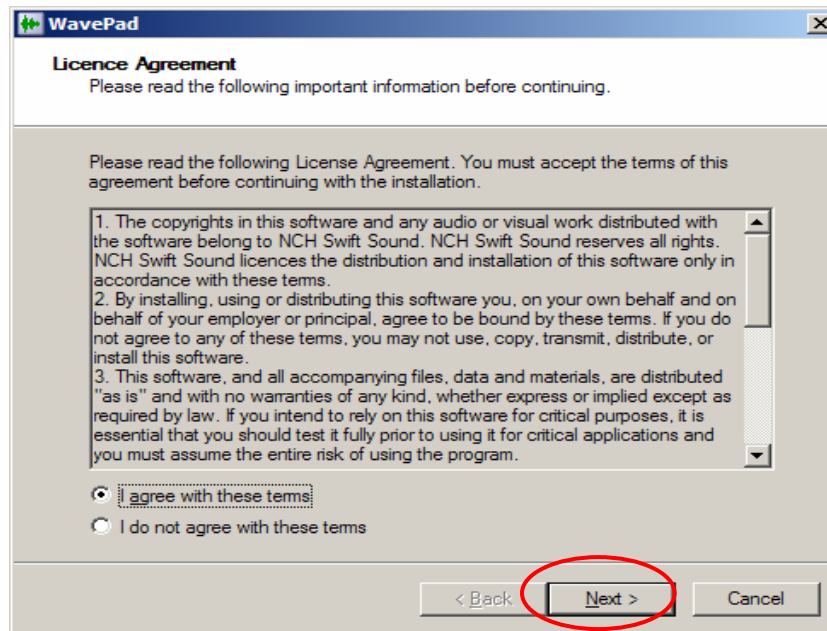 WavePad
Licence Agreement
Please read the following important information before continuing.
Please read the following License Agreement. You must accept the terms of this
agreement before continuing with the installation.
1. The copyrights in this software and any audio or visual work distributed with
the software belong to NCH Swift Sound. NCH Swift Sound reserves all rights.
NCH Swift Sound licences the distribution and installation of this software only in
accordance with these terms.
2. By installing, using or distributing this software you, on your own behalf and on
behalf of your employer or principal, agree to be bound by these terms. If you do
not agree to any of these terms, you may not use, copy, transmit, distribute, or
install this software.
3. This software, and all accompanying files, data and materials, are distributed
"as is" and with no warranties of any kind, whether express or implied except as
required by law. If you intend to rely on this software for critical purposes, it is
essential that you should test it fully prior to using it for critical applications and
you must assume the entire risk of using the program.
I agree with these terms
I do not agree with these terms
< Back Next > Cancel